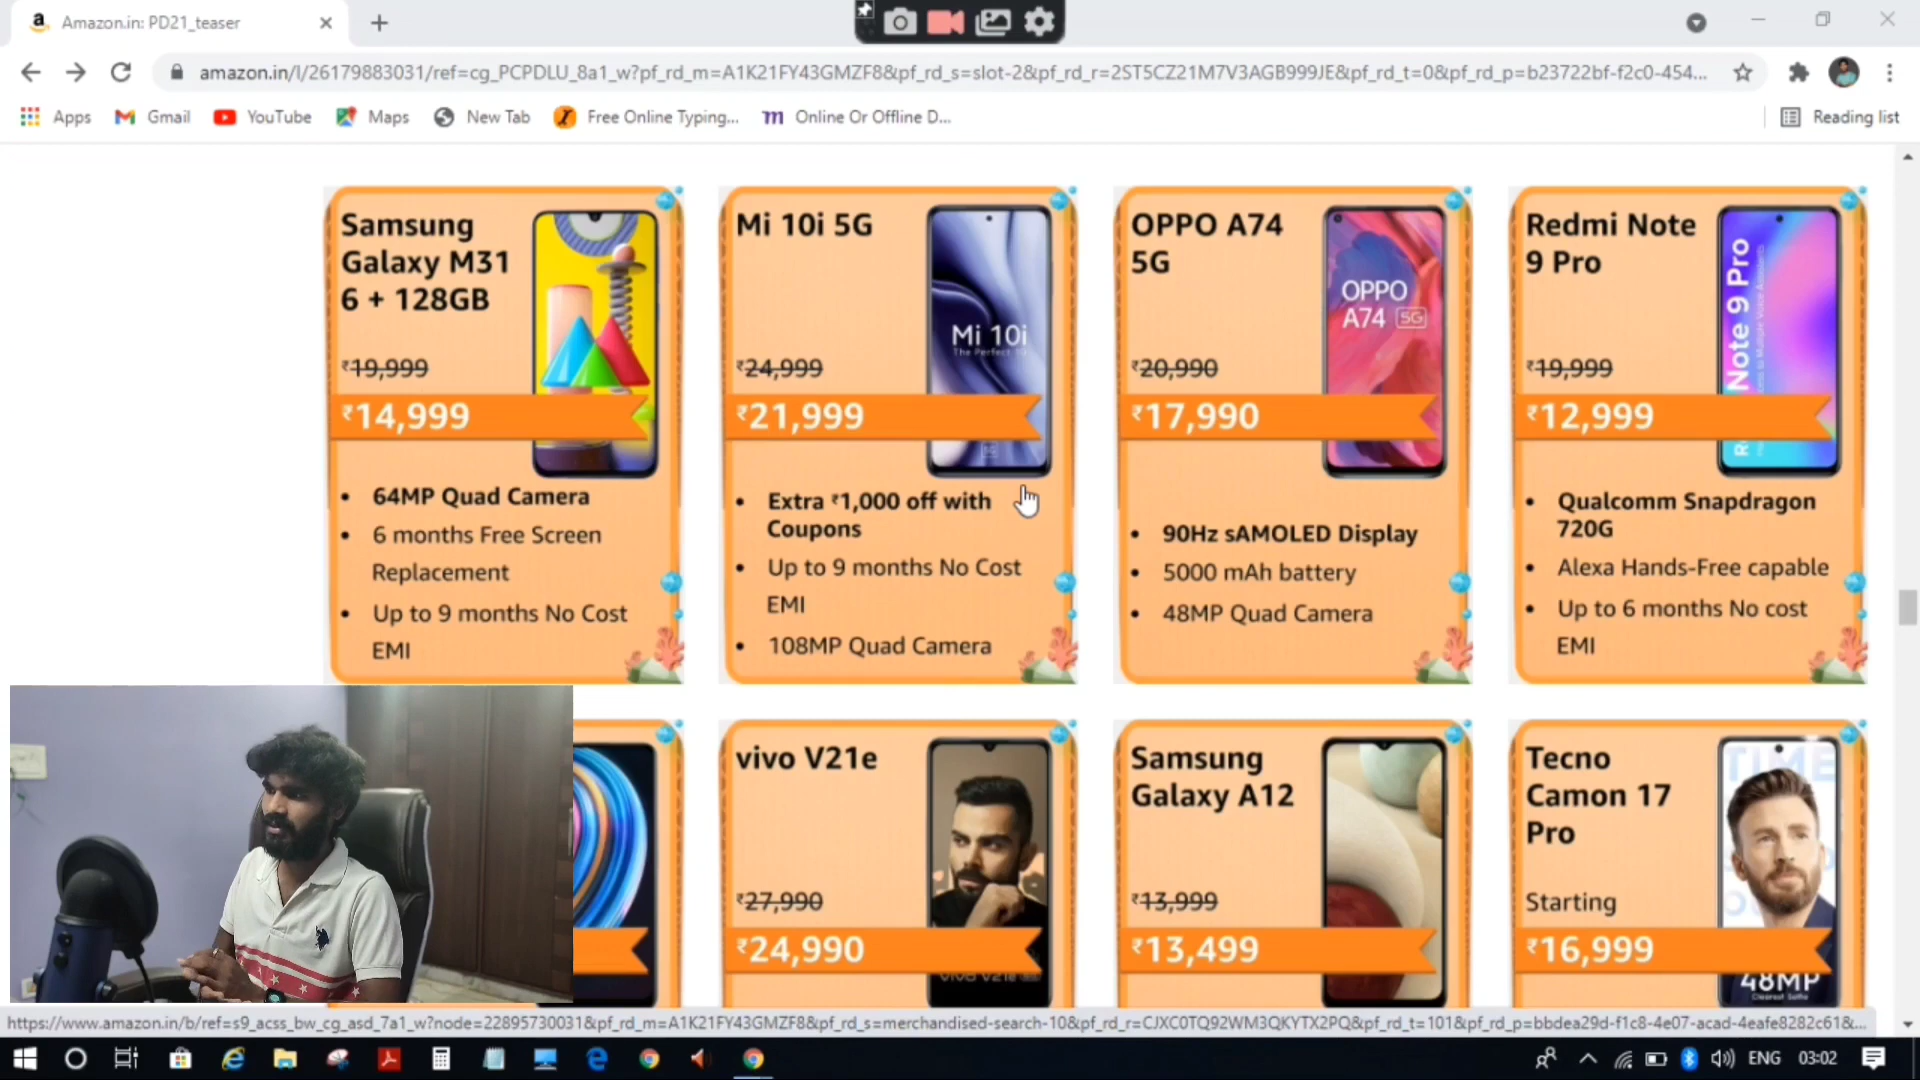 Amazon.in: PD21_teaser
amazon.in/l/26179883031/ref=cg_PCPDLU_8a1_w?pf_rd_m=A1K21FY43GMZF8&pf_rd_s=slot-2&pf_rd_r=2ST5CZ21M7V3AGB999JE&pf_rd_t=0&pf_rd_p=b23722bf-f2c0-454...
Apps Gmail YouTube Maps New Tab Free Online Typing... Online Or Offline D... Reading list
Samsung
Galaxy M31
6 + 128GB
₹19,999
₹14,999
• 64MP Quad Camera
• 6 months Free Screen
Replacement
• Up to 9 months No Cost
EMI
Mi 10i 5G
Mi 10i
₹24,999
₹21,999
• Extra ₹1,000 off with
Coupons
• Up to 9 months No Cost
EMI
• 108MP Quad Camera
OPPO A74
5G
OPPO
A74 5G
₹20,990
₹17,990
• 90Hz sAMOLED Display
• 5000 mAh battery
• 48MP Quad Camera
Redmi Note
9 Pro
Note 9 Pro
₹19,999
₹12,999
• Qualcomm Snapdragon
720G
• Alexa Hands-Free capable
• Up to 6 months No cost
EMI
vivo V21e
₹27,990
₹24,990
vivo V21e
Samsung
Galaxy A12
₹13,999
₹13,499
Tecno
Camon 17
Pro
Starting
₹16,999
48MP
Clearest Selfie
https://www.amazon.in/b/ref=s9_acss_bw_cg_asd_7a1_w?node=22895730031&pf_rd_m=A1K21FY43GMZF8&pf_rd_s=merchandised-search-10&pf_rd_r=CJXC0TQ92WM3QKYTX2PQ&pf_rd_t=101&pf_rd_p=bbdea29d-f1c8-4e07-acad-4eafe8282c61&...
ENG 03:02